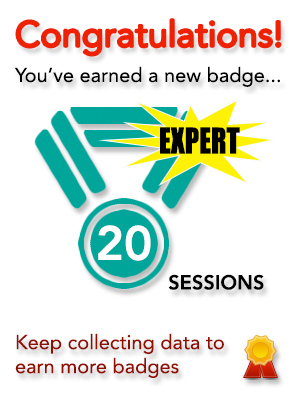 Congratulations!
You’ve earned a new badge...
EXPERT
20
SESSIONS
Keep collecting data to
earn more badges